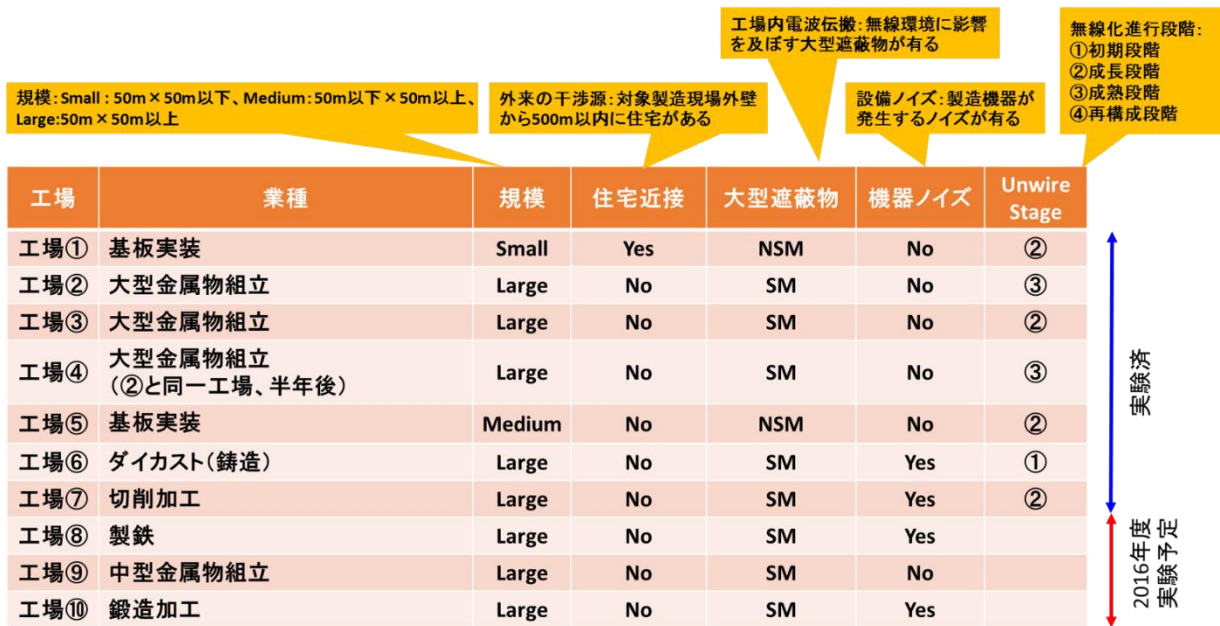 工場内電波伝搬：無線環境に影響
を及ぼす大型遮蔽物が有る
無線化進行段階：
①初期段階
②成長段階
③成熟段階
④再構成段階
規模：Small：50m×50m以下、Medium：50m以下×50m以上、
Large:50m×50m以上
外来の干渉源：対象製造現場外壁
から500m以内に住宅がある
設備ノイズ：製造機器が
発生するノイズが有る
工場 業種 規模 住宅近接 大型遮蔽物 機器ノイズ Unwire
Stage
工場① 基板実装 Small Yes NSM No ②
工場② 大型金属物組立 Large No SM No ③
工場③ 大型金属物組立 Large No SM No ②
工場④ 大型金属物組立
（②と同一工場、半年後） Large No SM No ③
工場⑤ 基板実装 Medium No NSM No ②
工場⑥ ダイカスト（鋳造） Large No SM Yes ①
工場⑦ 切削加工 Large No SM Yes ②
工場⑧ 製鉄 Large No SM Yes
工場⑨ 中型金属物組立 Large No SM No
工場⑩ 鍛造加工 Large No SM Yes
実験済
2016年度
実験予定